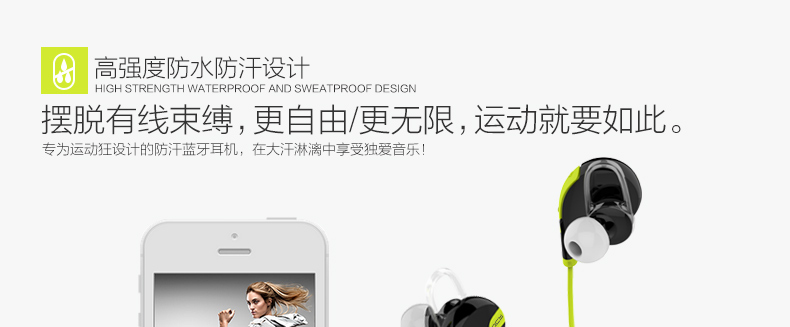 高强度防水防汗设计
HIGH STRENGTH WATERPROOF AND SWEATPROOF DESIGN
摆脱有线束缚，更自由/更无限，运动就要如此。
专为运动狂设计的防汗蓝牙耳机，在大汗淋漓中享受独爱音乐！